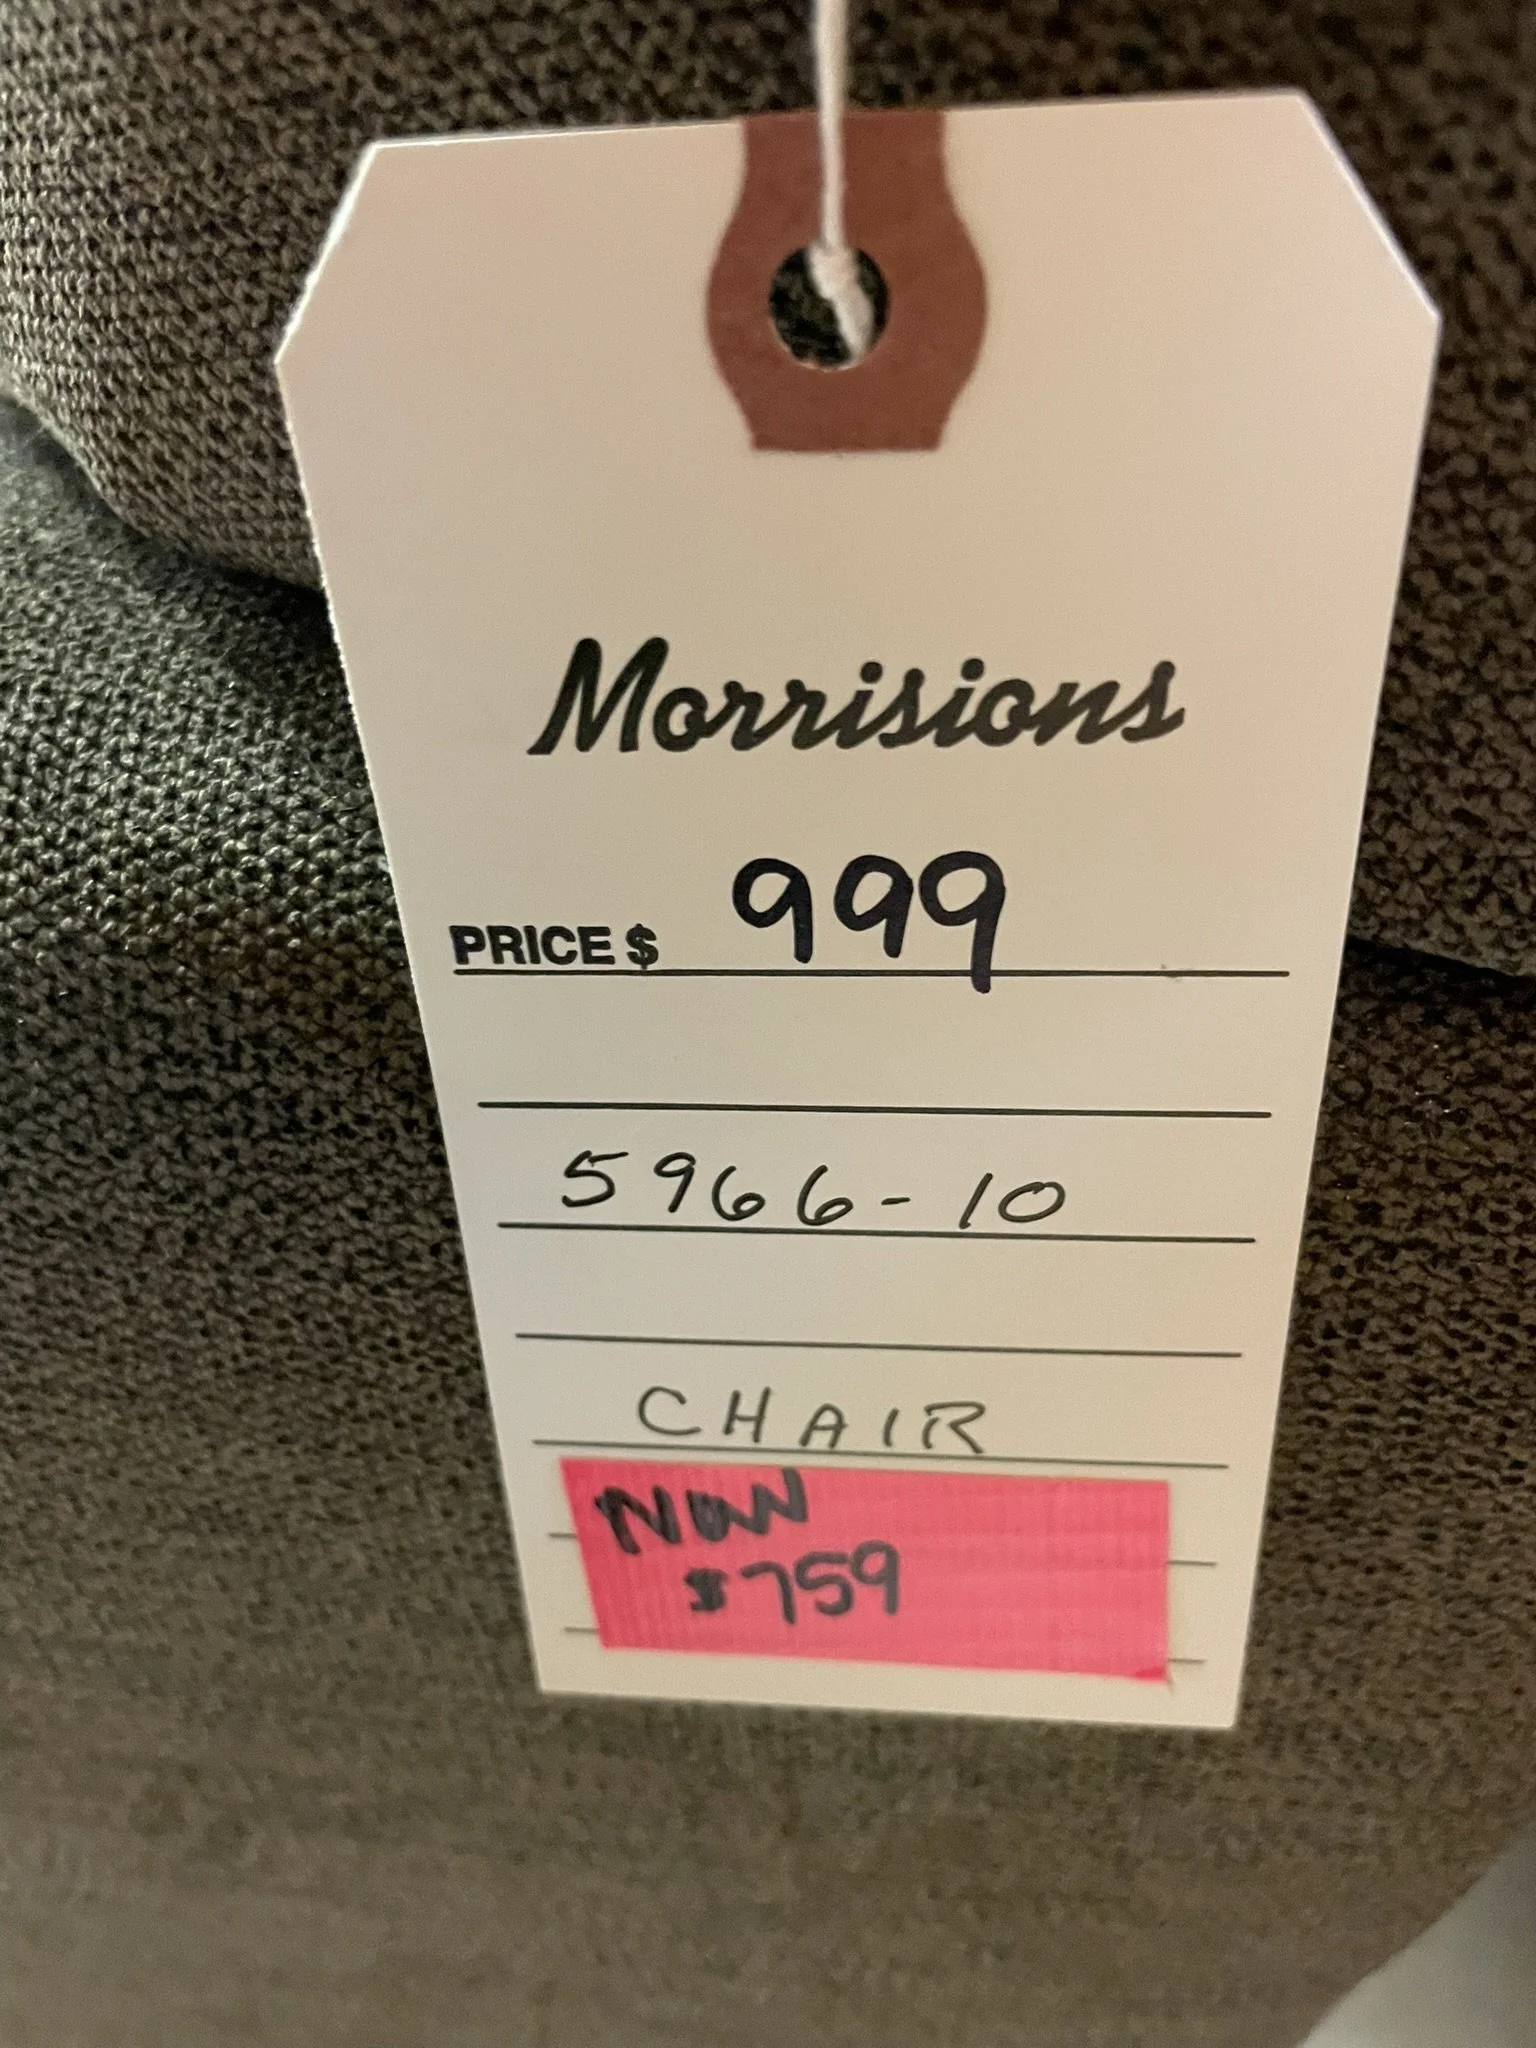 Morrisions
PRICE $ 999
5966-10
CHAIR
NOW
$759